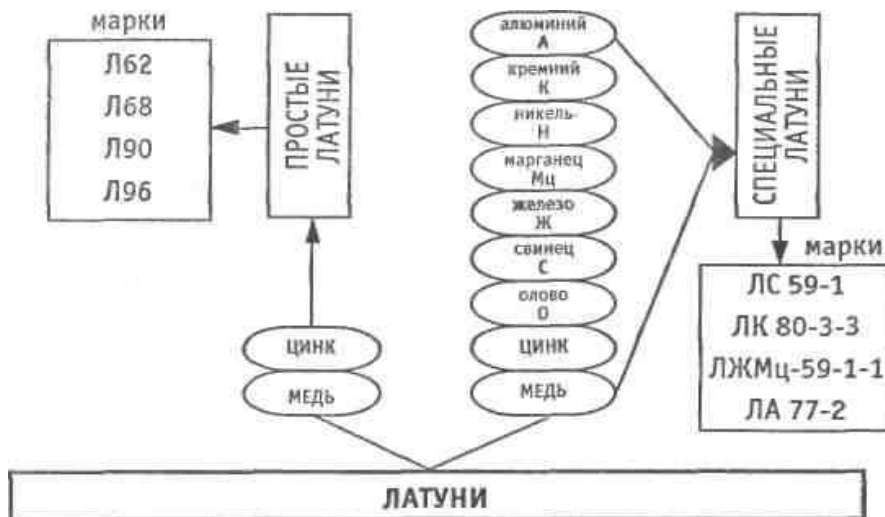 марки
Л62
Л68
Л90
Л96
ПРОСТЫЕ
ЛАТУНИ
ЦИНК
МЕДЬ
алюминий
А
кремний
К
никель-
Н
марганец
Мц
железо
Ж
свинец
С
олово
О
ЦИНК
МЕДЬ
СПЕЦИАЛЬНЫЕ
ЛАТУНИ
марки
ЛС 59-1
ЛК 80-3-3
ЛЖМц-59-1-1
ЛА 77-2
ЛАТУНИ